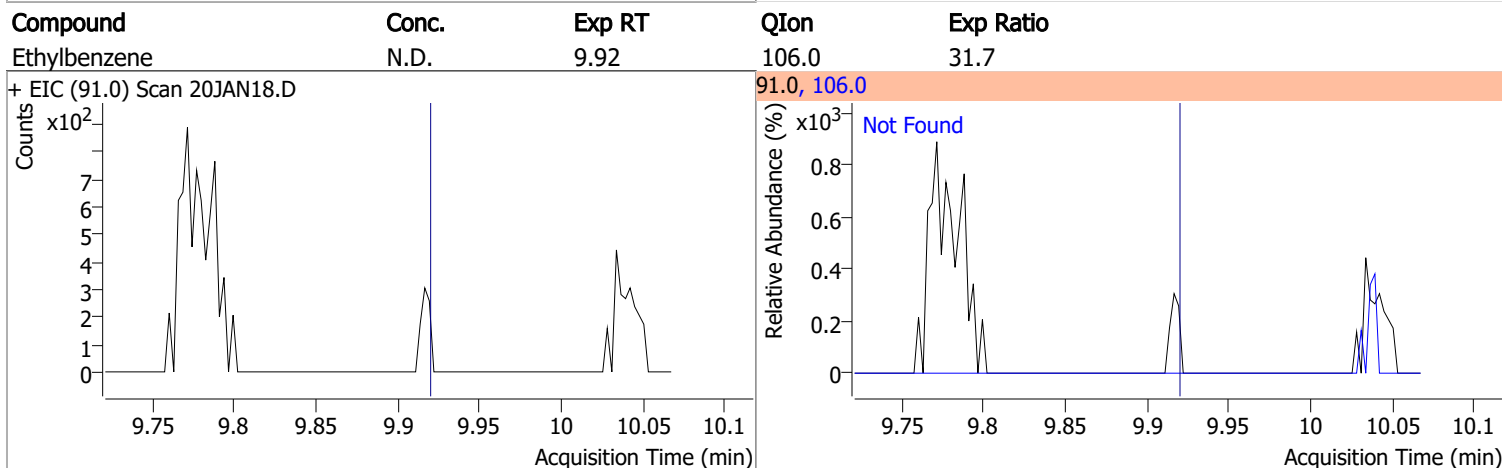 Compound Conc. Exp RT QIon Exp Ratio
Ethylbenzene N.D. 9.92 106.0 31.7
+ EIC (91.0) Scan 20JAN18.D
Counts
x10²
7
6
5
4
3
2
1
0
9.75 9.8 9.85 9.9 9.95 10 10.05 10.1
Acquisition Time (min)
91.0, 106.0
Relative Abundance (%)
x10³
Not Found
0.8
0.6
0.4
0.2
0
9.75 9.8 9.85 9.9 9.95 10 10.05 10.1
Acquisition Time (min)